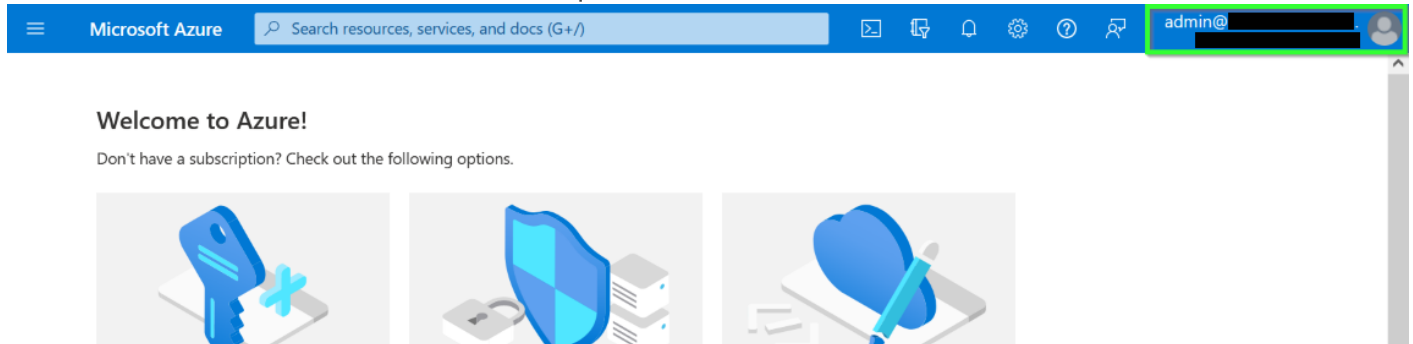 Microsoft Azure
Search resources, services, and docs (G+/)
admin@
Welcome to Azure!
Don't have a subscription? Check out the following options.